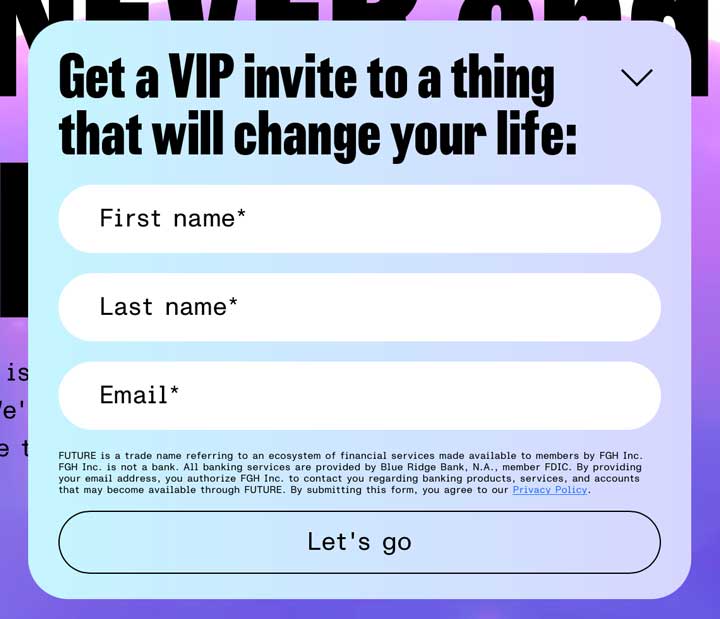 NEVER and
Get a VIP invite to a thing
that will change your life:
First name*
Last name*
Email*
is
e'
e t
FUTURE is a trade name referring to an ecosystem of financial services made available to members by FGH Inc.
FGH Inc. is not a bank. All banking services are provided by Blue Ridge Bank, N.A., member FDIC. By providing
your email address, you authorize FGH Inc. to contact you regarding banking products, services, and accounts
that may become available through FUTURE. By submitting this form, you agree to our Privacy Policy.
Let's go